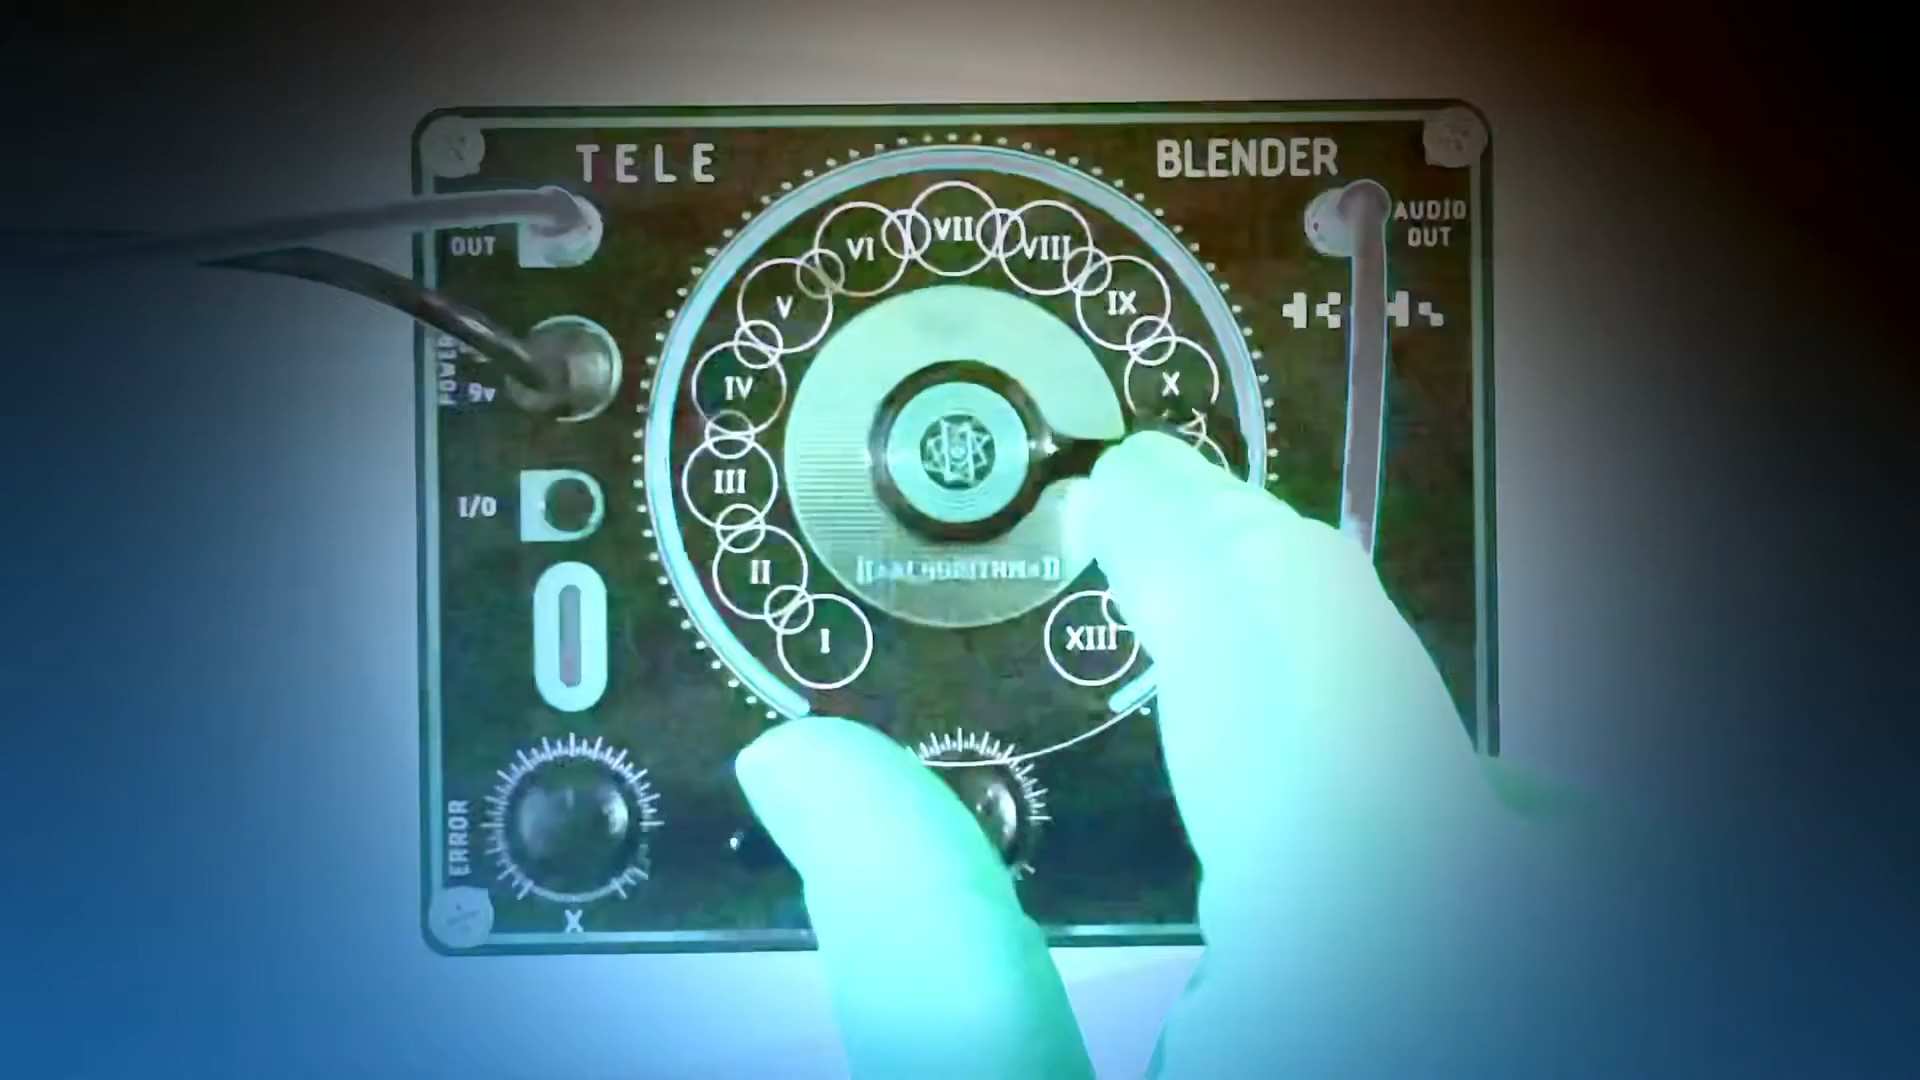 TELE
BLENDER
OUT
AUDIO
OUT
POWER
9v
I/O
VII
VI
VIII
V
IX
IV
X
III
II
I
XIII
ERROR
X